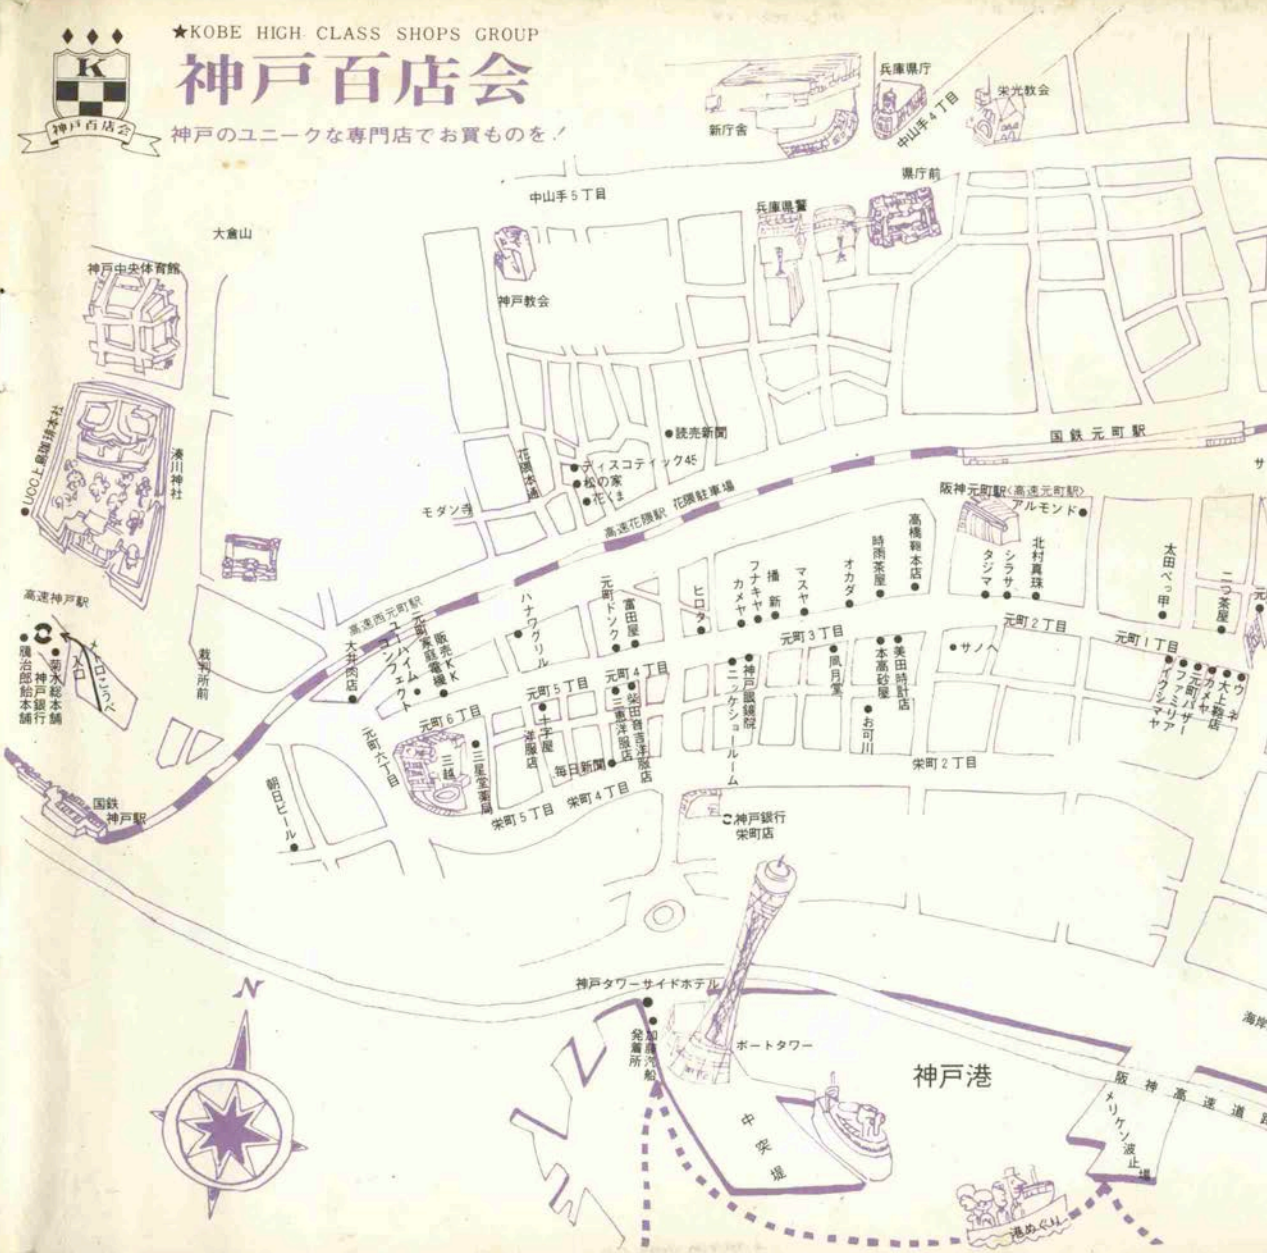 ★KOBE HIGH CLASS SHOPS GROUP
神戸百店会
神戸のユニークな専門店でお買ものを！
K
神戸百店会
兵庫県庁
新庁舎
中山手4丁目
栄光教会
中山手5丁目
県庁前
兵庫県警
大倉山
神戸中央体育館
神戸教会
UCC上島珈琲本社
湊川神社
花隈本通
読売新聞
ディスコティック45
松の家
花くま
モダン寺
高速花隈駅
花隈駐車場
国鉄元町駅
サ
阪神元町駅〈高速元町駅〉
アルモンド
高橋鞄本店
時雨茶屋
オカダ
マスヤ
播新
フナキヤ
カメヤ
ヒロタ
タジマ
シラサ
北村真珠
太田べっ甲
二つ茶屋
元
高速神戸駅
メトロこうべ
入口
菊水総本舗
神戸銀行
裁判所前
高速西元町駅
大井肉店
ユーハイム
コンフェクト
元町家庭電機
販売KK
ハナワグリル
元町ドンク
富田屋
元町3丁目
元町2丁目
元町1丁目
サノヘ
元町4丁目
元町5丁目
元町6丁目
元町六丁目
三越
三星堂薬局
十字屋
洋服店
三恵洋服店
柴田音吉洋服店
毎日新聞
ニッケショールーム
神戸眼鏡院
風月堂
本高砂屋
美田時計店
お可川
イクシマヤ
ファミリア
元町バザー
カメヤ
大上鞄店
ウネ
栄町2丁目
栄町4丁目
栄町5丁目
神戸銀行
栄町店
国鉄
神戸駅
朝日ビール
N
神戸タワーサイドホテル
加藤汽船
発着所
ポートタワー
神戸港
中突堤
海岸
阪神高速道路
メリケン波止場
港めぐり